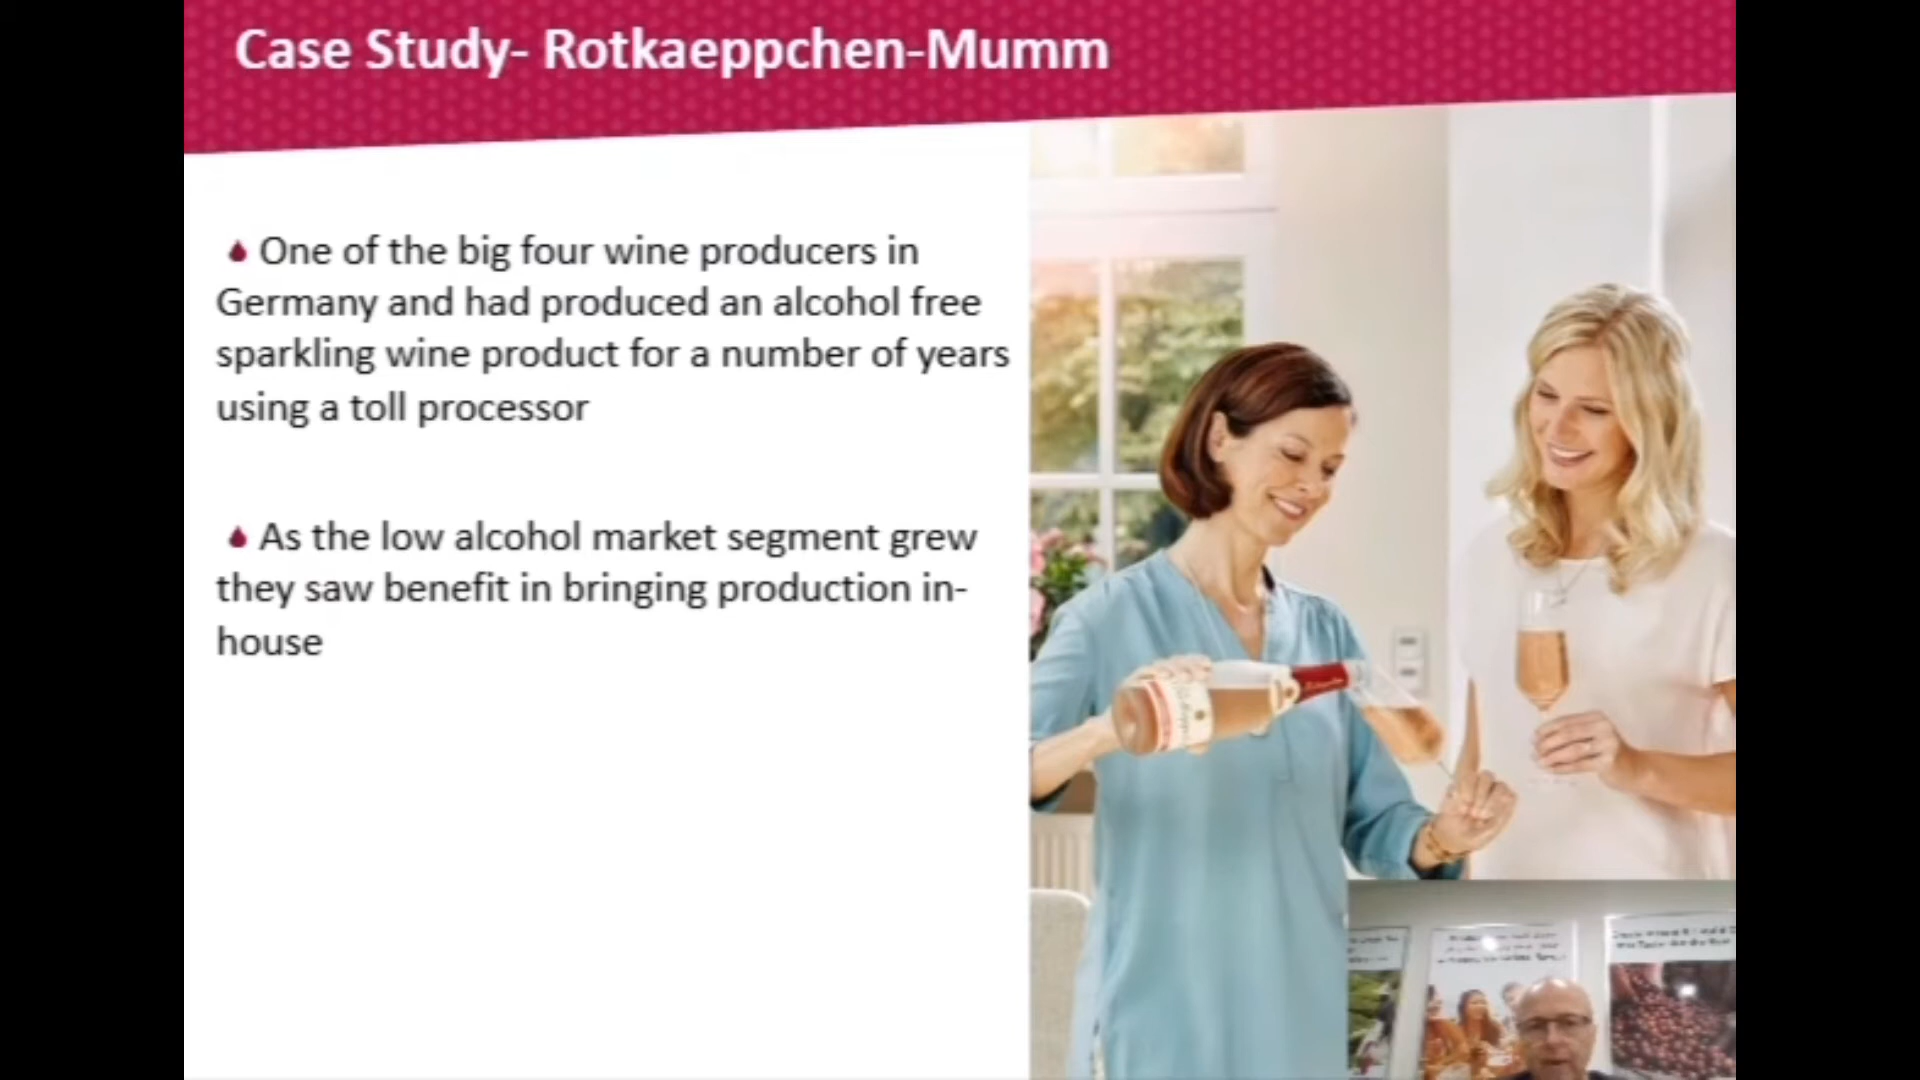 Case Study- Rotkaeppchen-Mumm
One of the big four wine producers in
Germany and had produced an alcohol free
sparkling wine product for a number of years
using a toll processor
As the low alcohol market segment grew
they saw benefit in bringing production in-
house